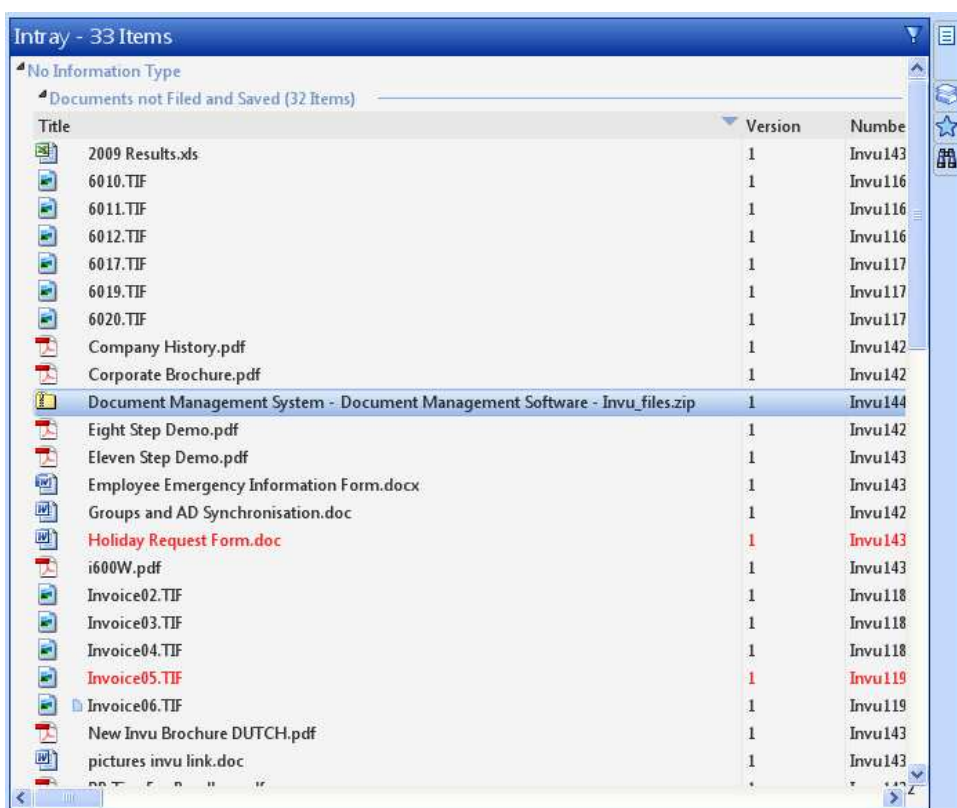 Intray - 33 Items
No Information Type
Documents not Filed and Saved (32 Items)
Title Version Numbe
2009 Results.xls 1 Invu143
6010.TIF 1 Invu116
6011.TIF 1 Invu116
6012.TIF 1 Invu116
6017.TIF 1 Invu117
6019.TIF 1 Invu117
6020.TIF 1 Invu117
Company History.pdf 1 Invu142
Corporate Brochure.pdf 1 Invu142
Document Management System - Document Management Software - Invu_files.zip 1 Invu144
Eight Step Demo.pdf 1 Invu142
Eleven Step Demo.pdf 1 Invu143
Employee Emergency Information Form.docx 1 Invu143
Groups and AD Synchronisation.doc 1 Invu142
Holiday Request Form.doc 1 Invu143
i600W.pdf 1 Invu143
Invoice02.TIF 1 Invu118
Invoice03.TIF 1 Invu118
Invoice04.TIF 1 Invu118
Invoice05.TIF 1 Invu119
Invoice06.TIF 1 Invu119
New Invu Brochure DUTCH.pdf 1 Invu143
pictures invu link.doc 1 Invu143